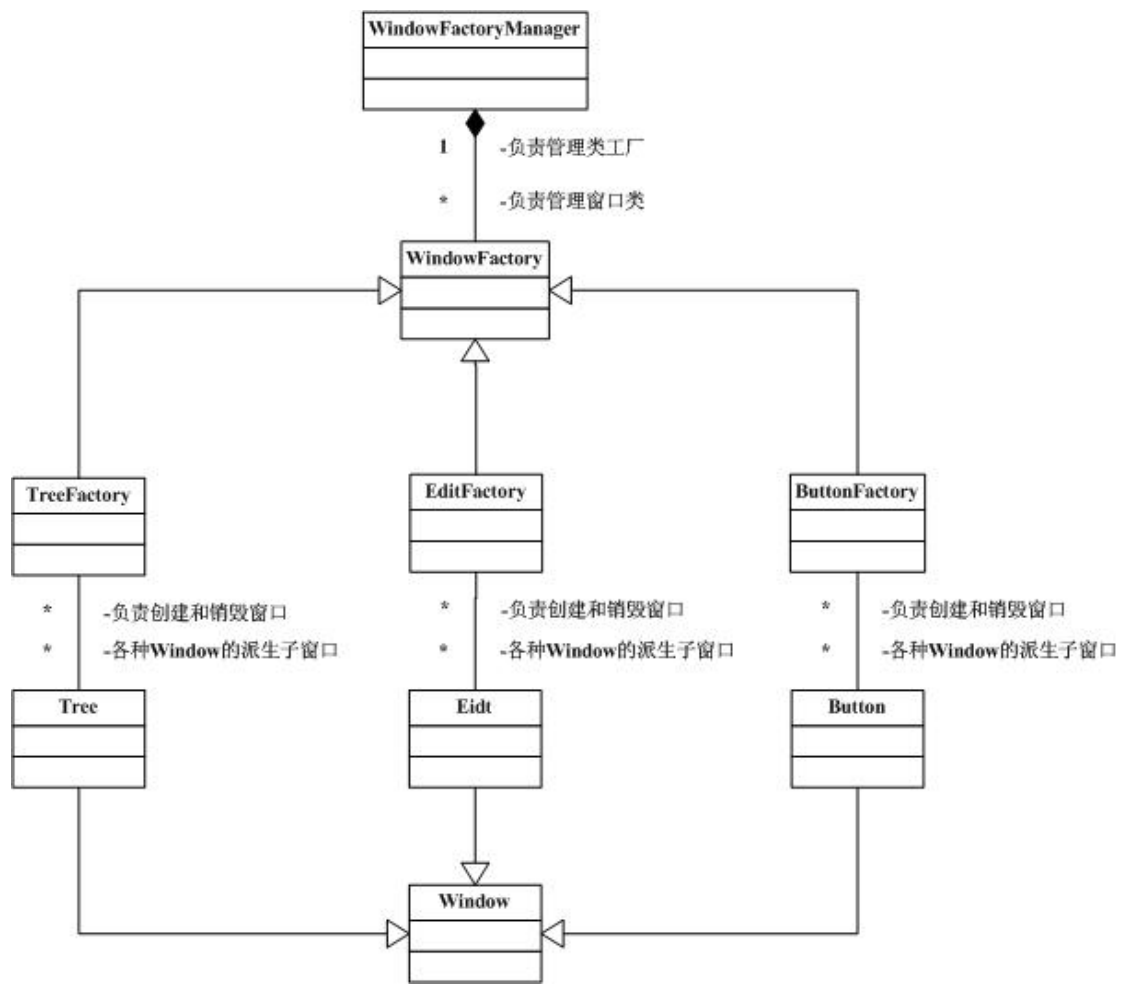 WindowFactoryManager
1 -负责管理类工厂
* -负责管理窗口类
WindowFactory
TreeFactory
EditFactory
ButtonFactory
* -负责创建和销毁窗口
* -负责创建和销毁窗口
* -负责创建和销毁窗口
* -各种Window的派生子窗口
* -各种Window的派生子窗口
* -各种Window的派生子窗口
Tree
Eidt
Button
Window